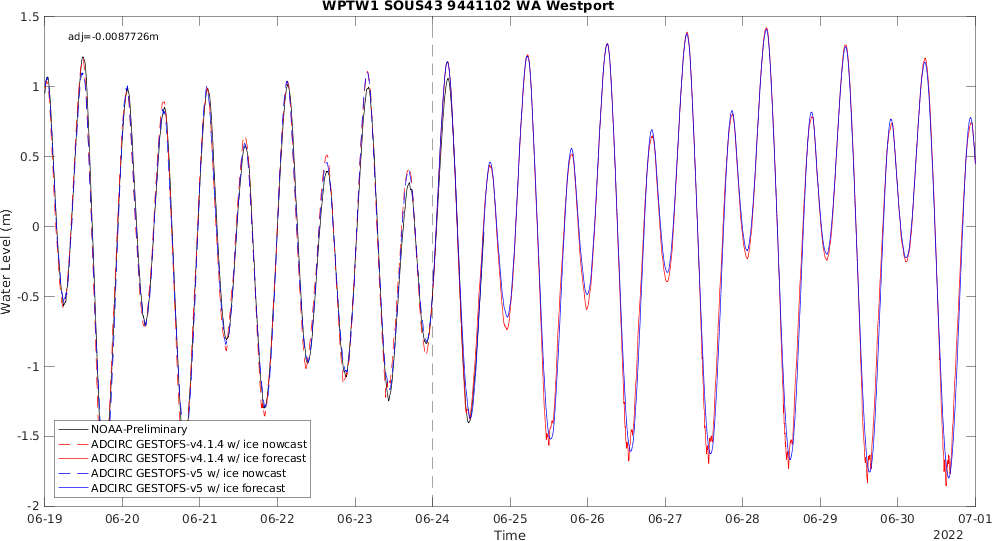 WPTW1 SOUS43 9441102 WA Westport
adj=-0.0087726m
Water Level (m)
1.5
1
0.5
0
-0.5
-1
-1.5
-2
NOAA-Preliminary
ADCIRC GESTOFS-v4.1.4 w/ ice nowcast
ADCIRC GESTOFS-v4.1.4 w/ ice forecast
ADCIRC GESTOFS-v5 w/ ice nowcast
ADCIRC GESTOFS-v5 w/ ice forecast
06-19 06-20 06-21 06-22 06-23 06-24 06-25 06-26 06-27 06-28 06-29 06-30 07-01
Time
2022